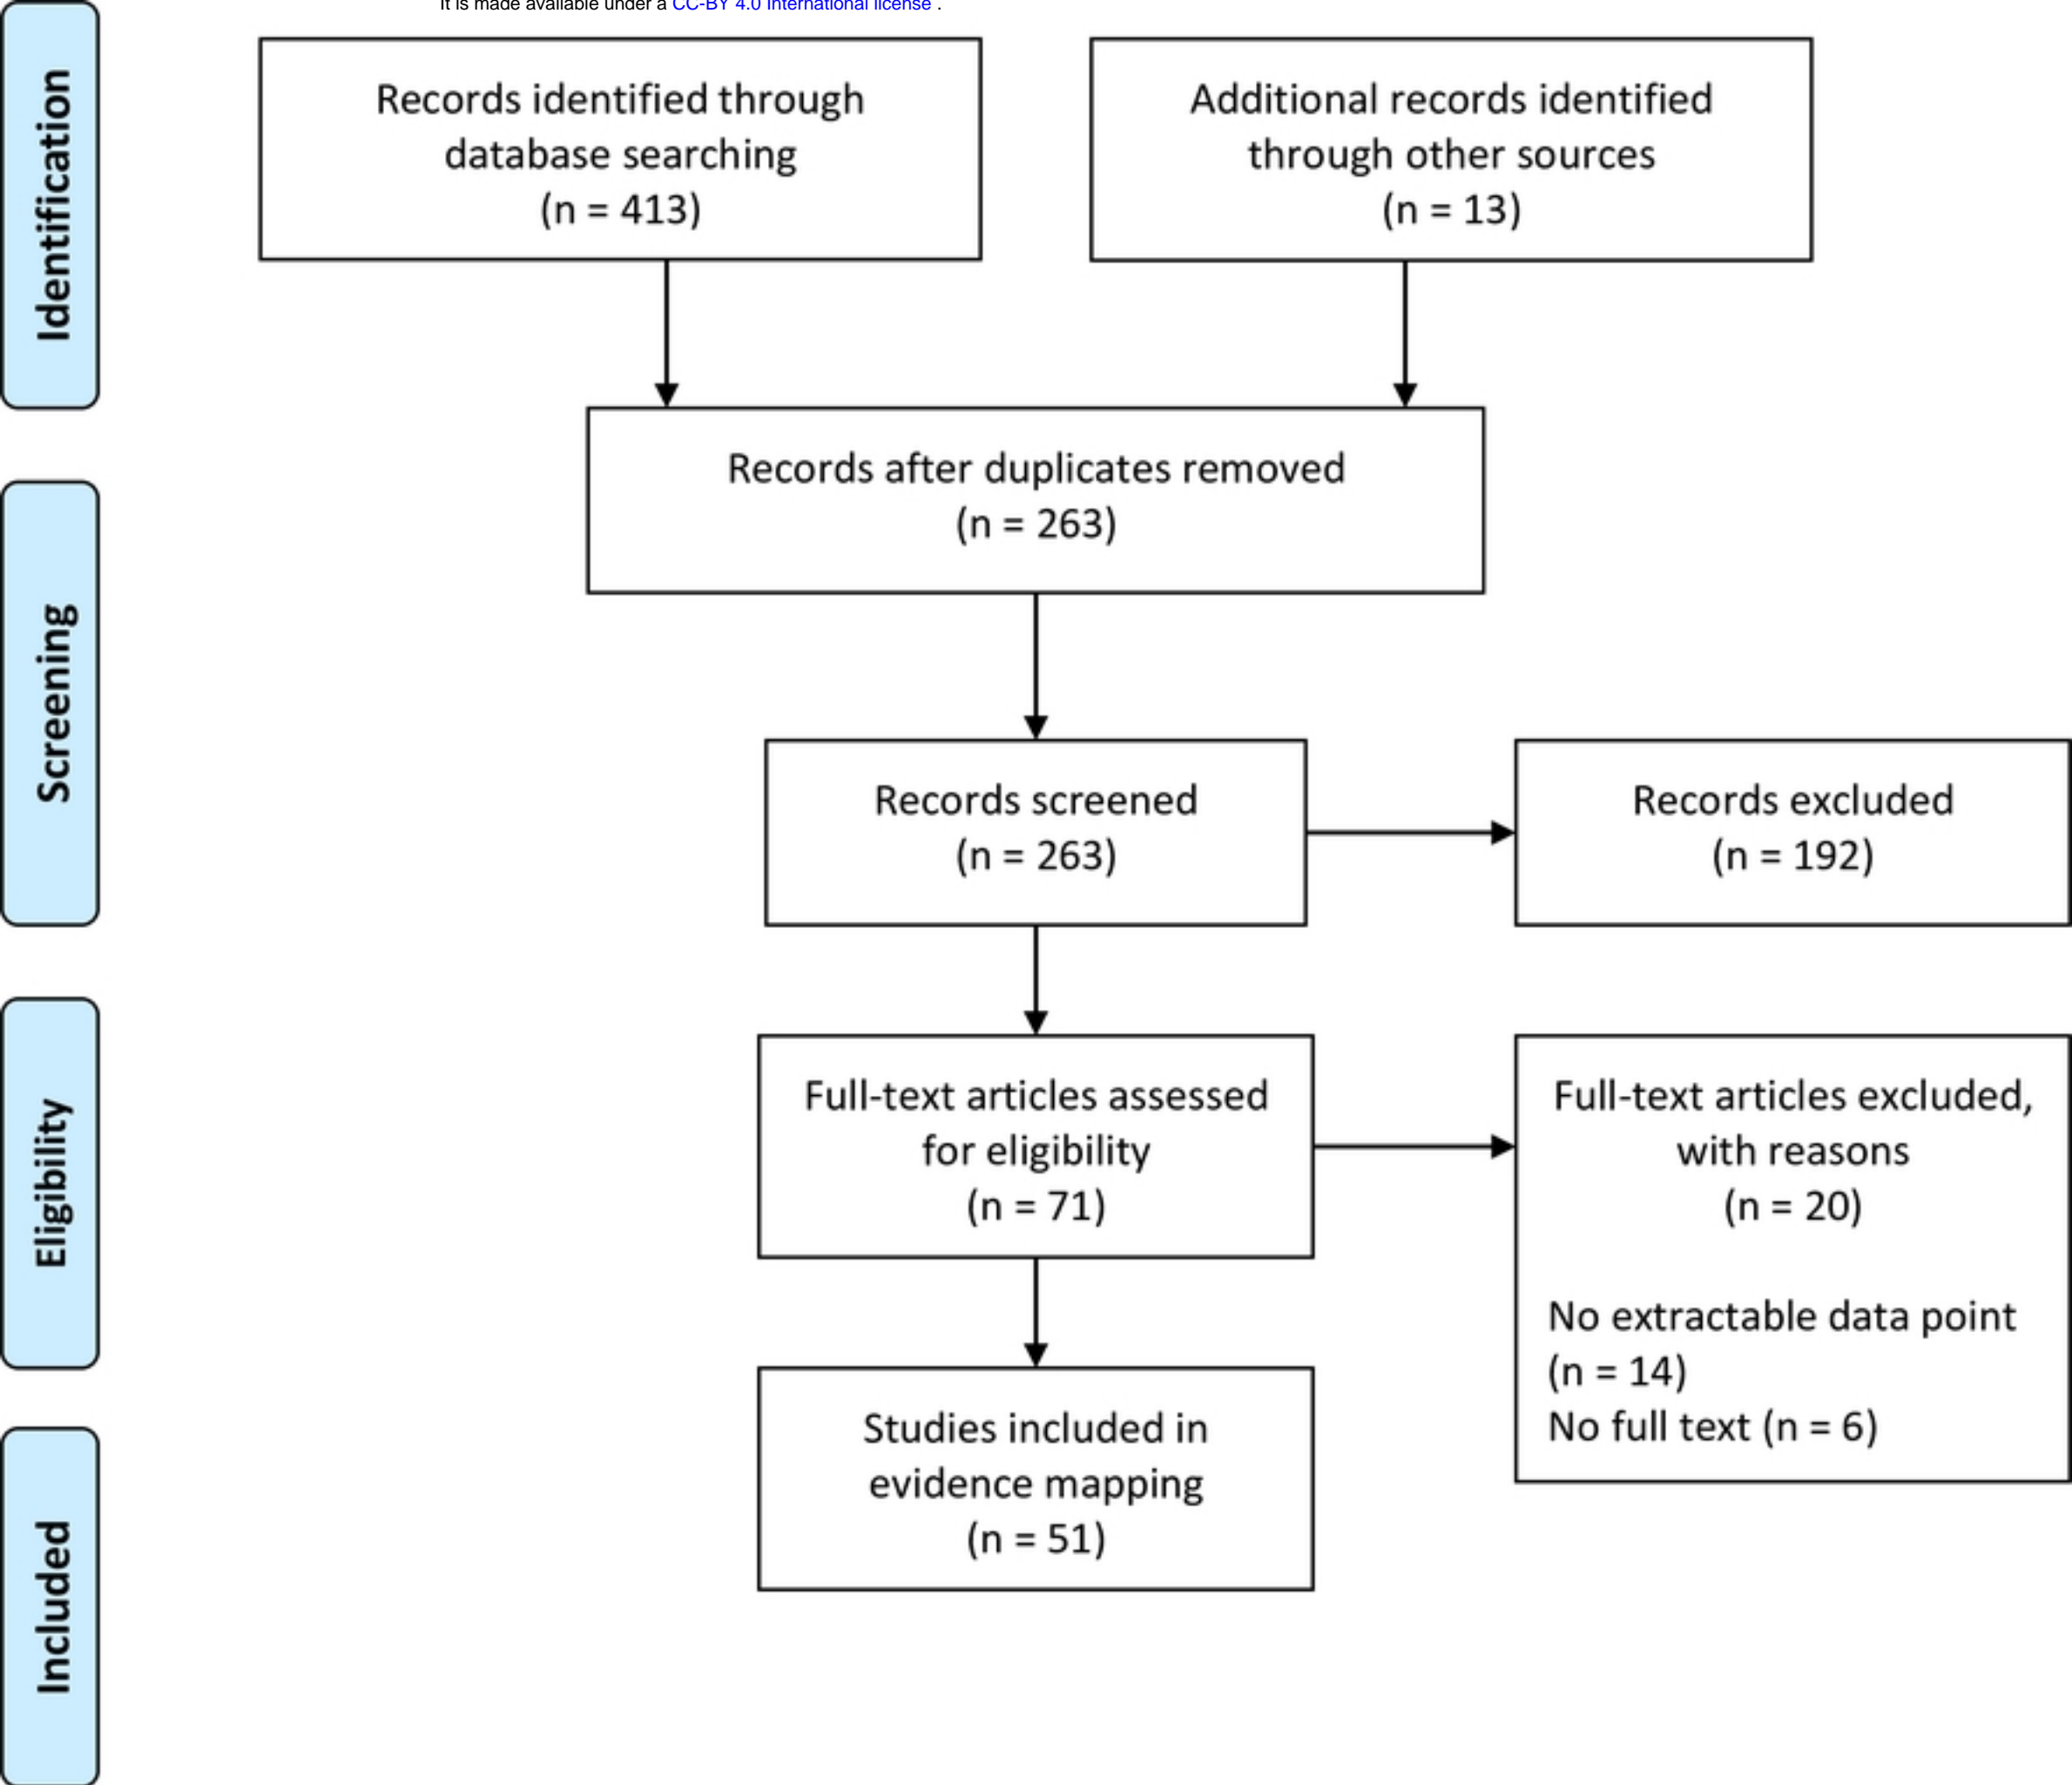 It is made available under a CC-BY 4.0 International license .
Identification
Records identified through
database searching
(n = 413)
Additional records identified
through other sources
(n = 13)
Records after duplicates removed
(n = 263)
Screening
Records screened
(n = 263)
Records excluded
(n = 192)
Eligibility
Full-text articles assessed
for eligibility
(n = 71)
Full-text articles excluded,
with reasons
(n = 20)
No extractable data point
(n = 14)
No full text (n = 6)
Included
Studies included in
evidence mapping
(n = 51)